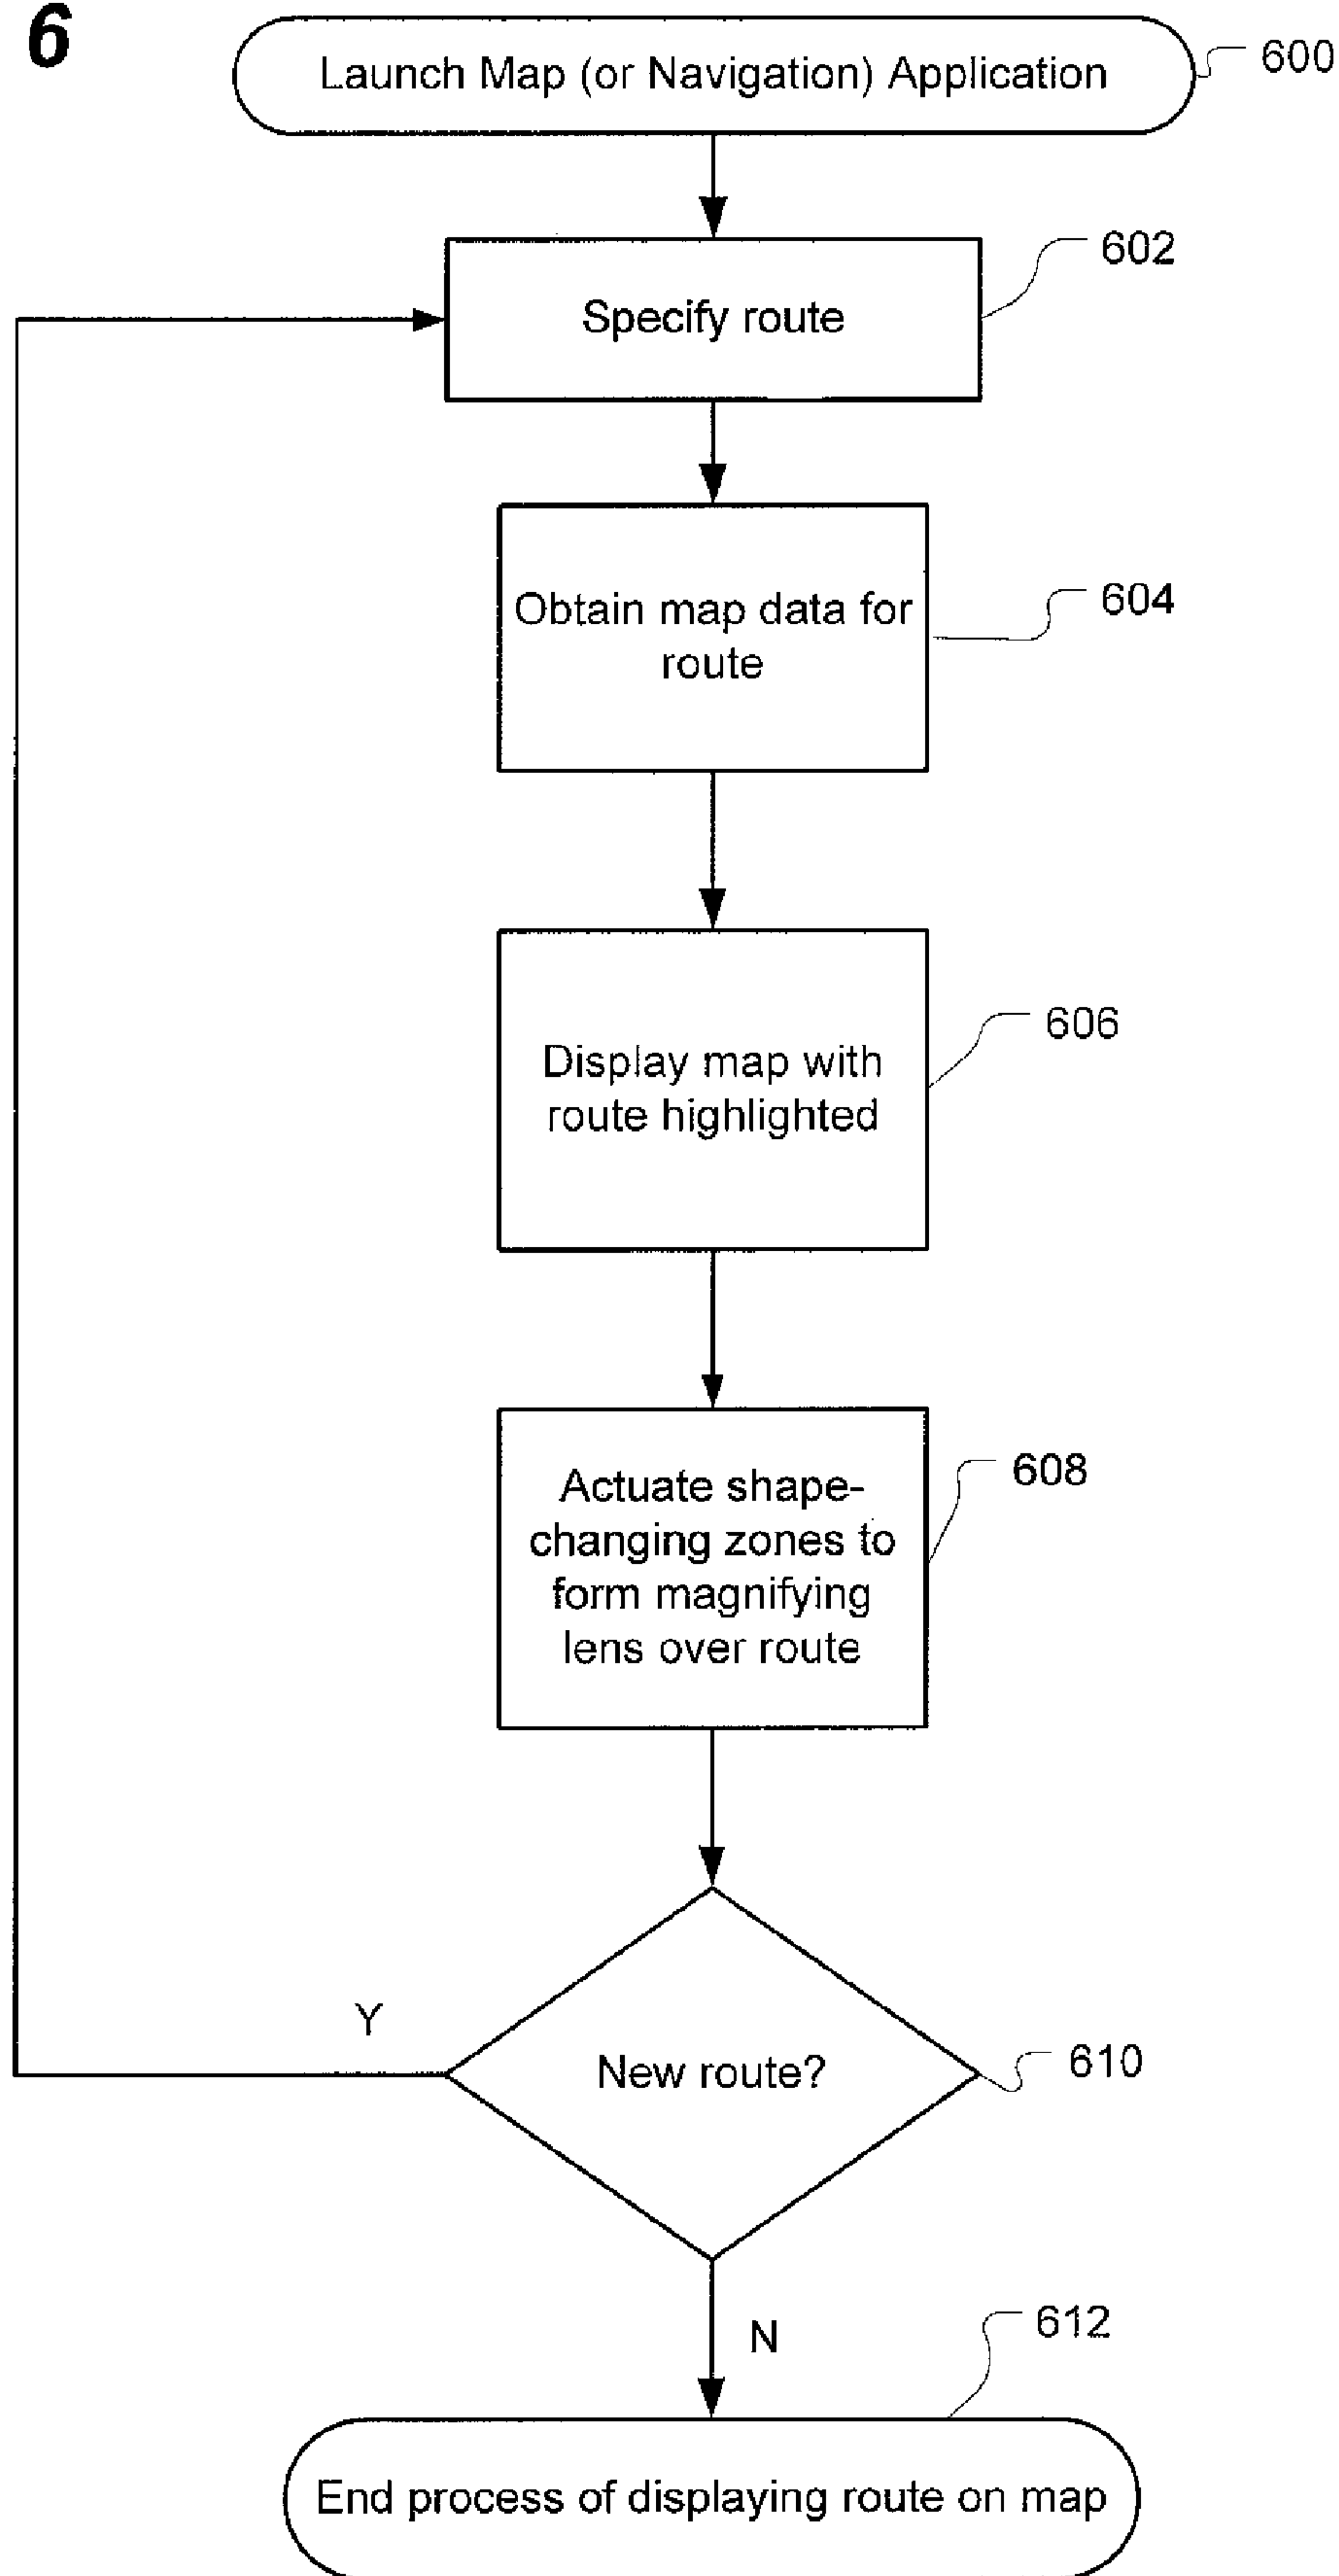 6
Launch Map (or Navigation) Application
600
Specify route
602
Obtain map data for
route
604
Display map with
route highlighted
606
Actuate shape-
changing zones to
form magnifying
lens over route
608
Y
New route?
610
N
612
End process of displaying route on map